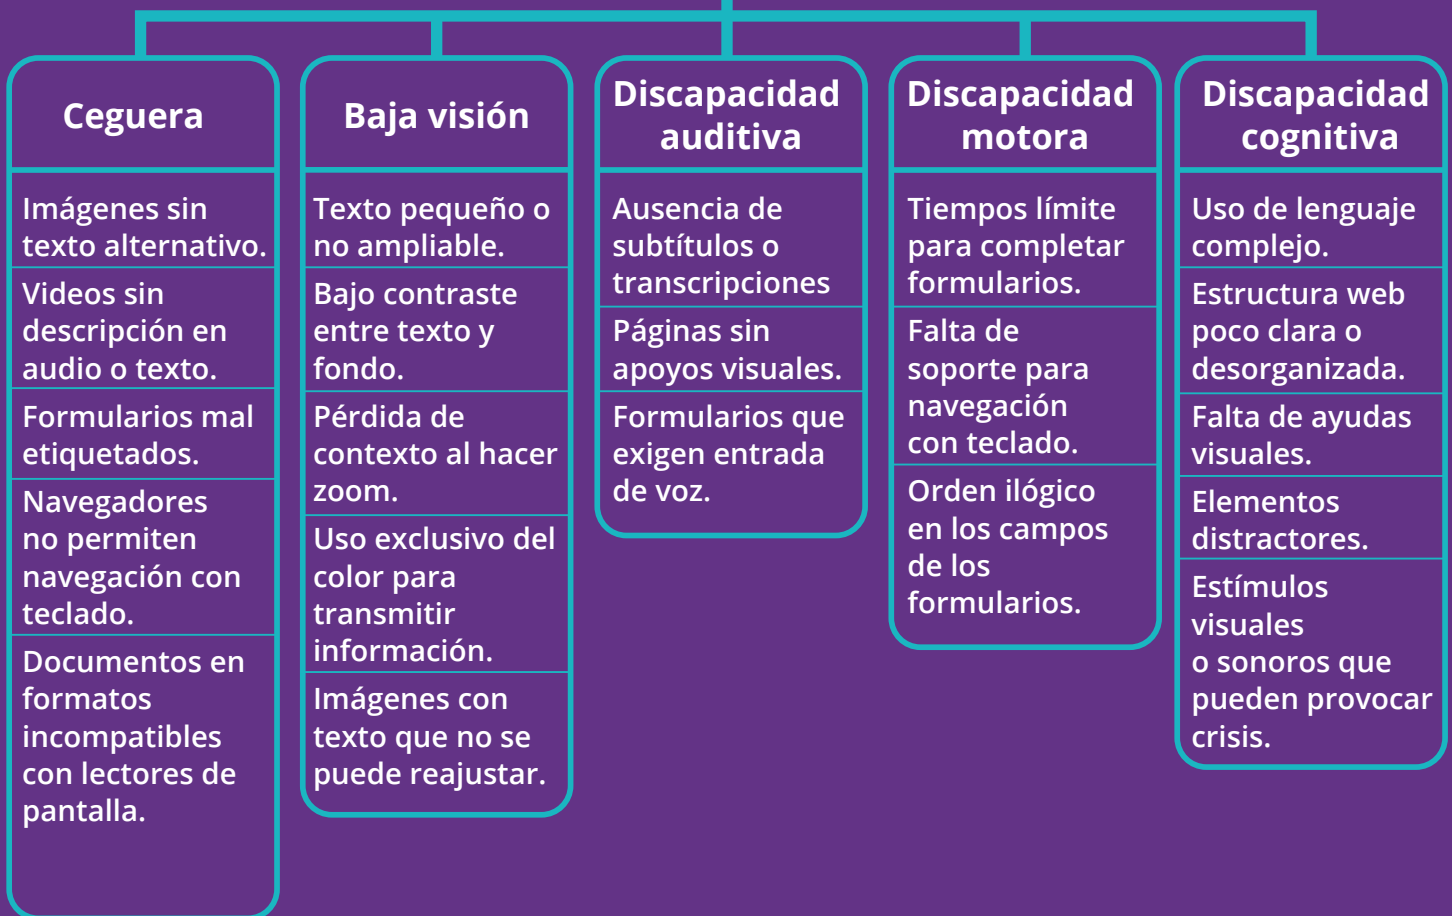 Ceguera
Imágenes sin
texto alternativo.
Videos sin
descripción en
audio o texto.
Formularios mal
etiquetados.
Navegadores
no permiten
navegación con
teclado.
Documentos en
formatos
incompatibles
con lectores de
pantalla.
Baja visión
Texto pequeño o
no ampliable.
Bajo contraste
entre texto y
fondo.
Pérdida de
contexto al hacer
zoom.
Uso exclusivo del
color para
transmitir
información.
Imágenes con
texto que no se
puede reajustar.
Discapacidad
auditiva
Ausencia de
subtítulos o
transcripciones
Páginas sin
apoyos visuales.
Formularios que
exigen entrada
de voz.
Discapacidad
motora
Tiempos límite
para completar
formularios.
Falta de
soporte para
navegación
con teclado.
Orden ilógico
en los campos
de los
formularios.
Discapacidad
cognitiva
Uso de lenguaje
complejo.
Estructura web
poco clara o
desorganizada.
Falta de ayudas
visuales.
Elementos
distractores.
Estímulos
visuales
o sonoros que
pueden provocar
crisis.